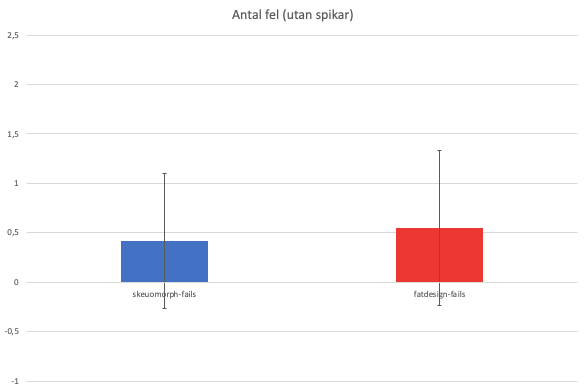 Antal fel (utan spikar)
2,5
2
1,5
1
0,5
0
skeuomorph-fails
fatdesign-fails
-0,5
-1